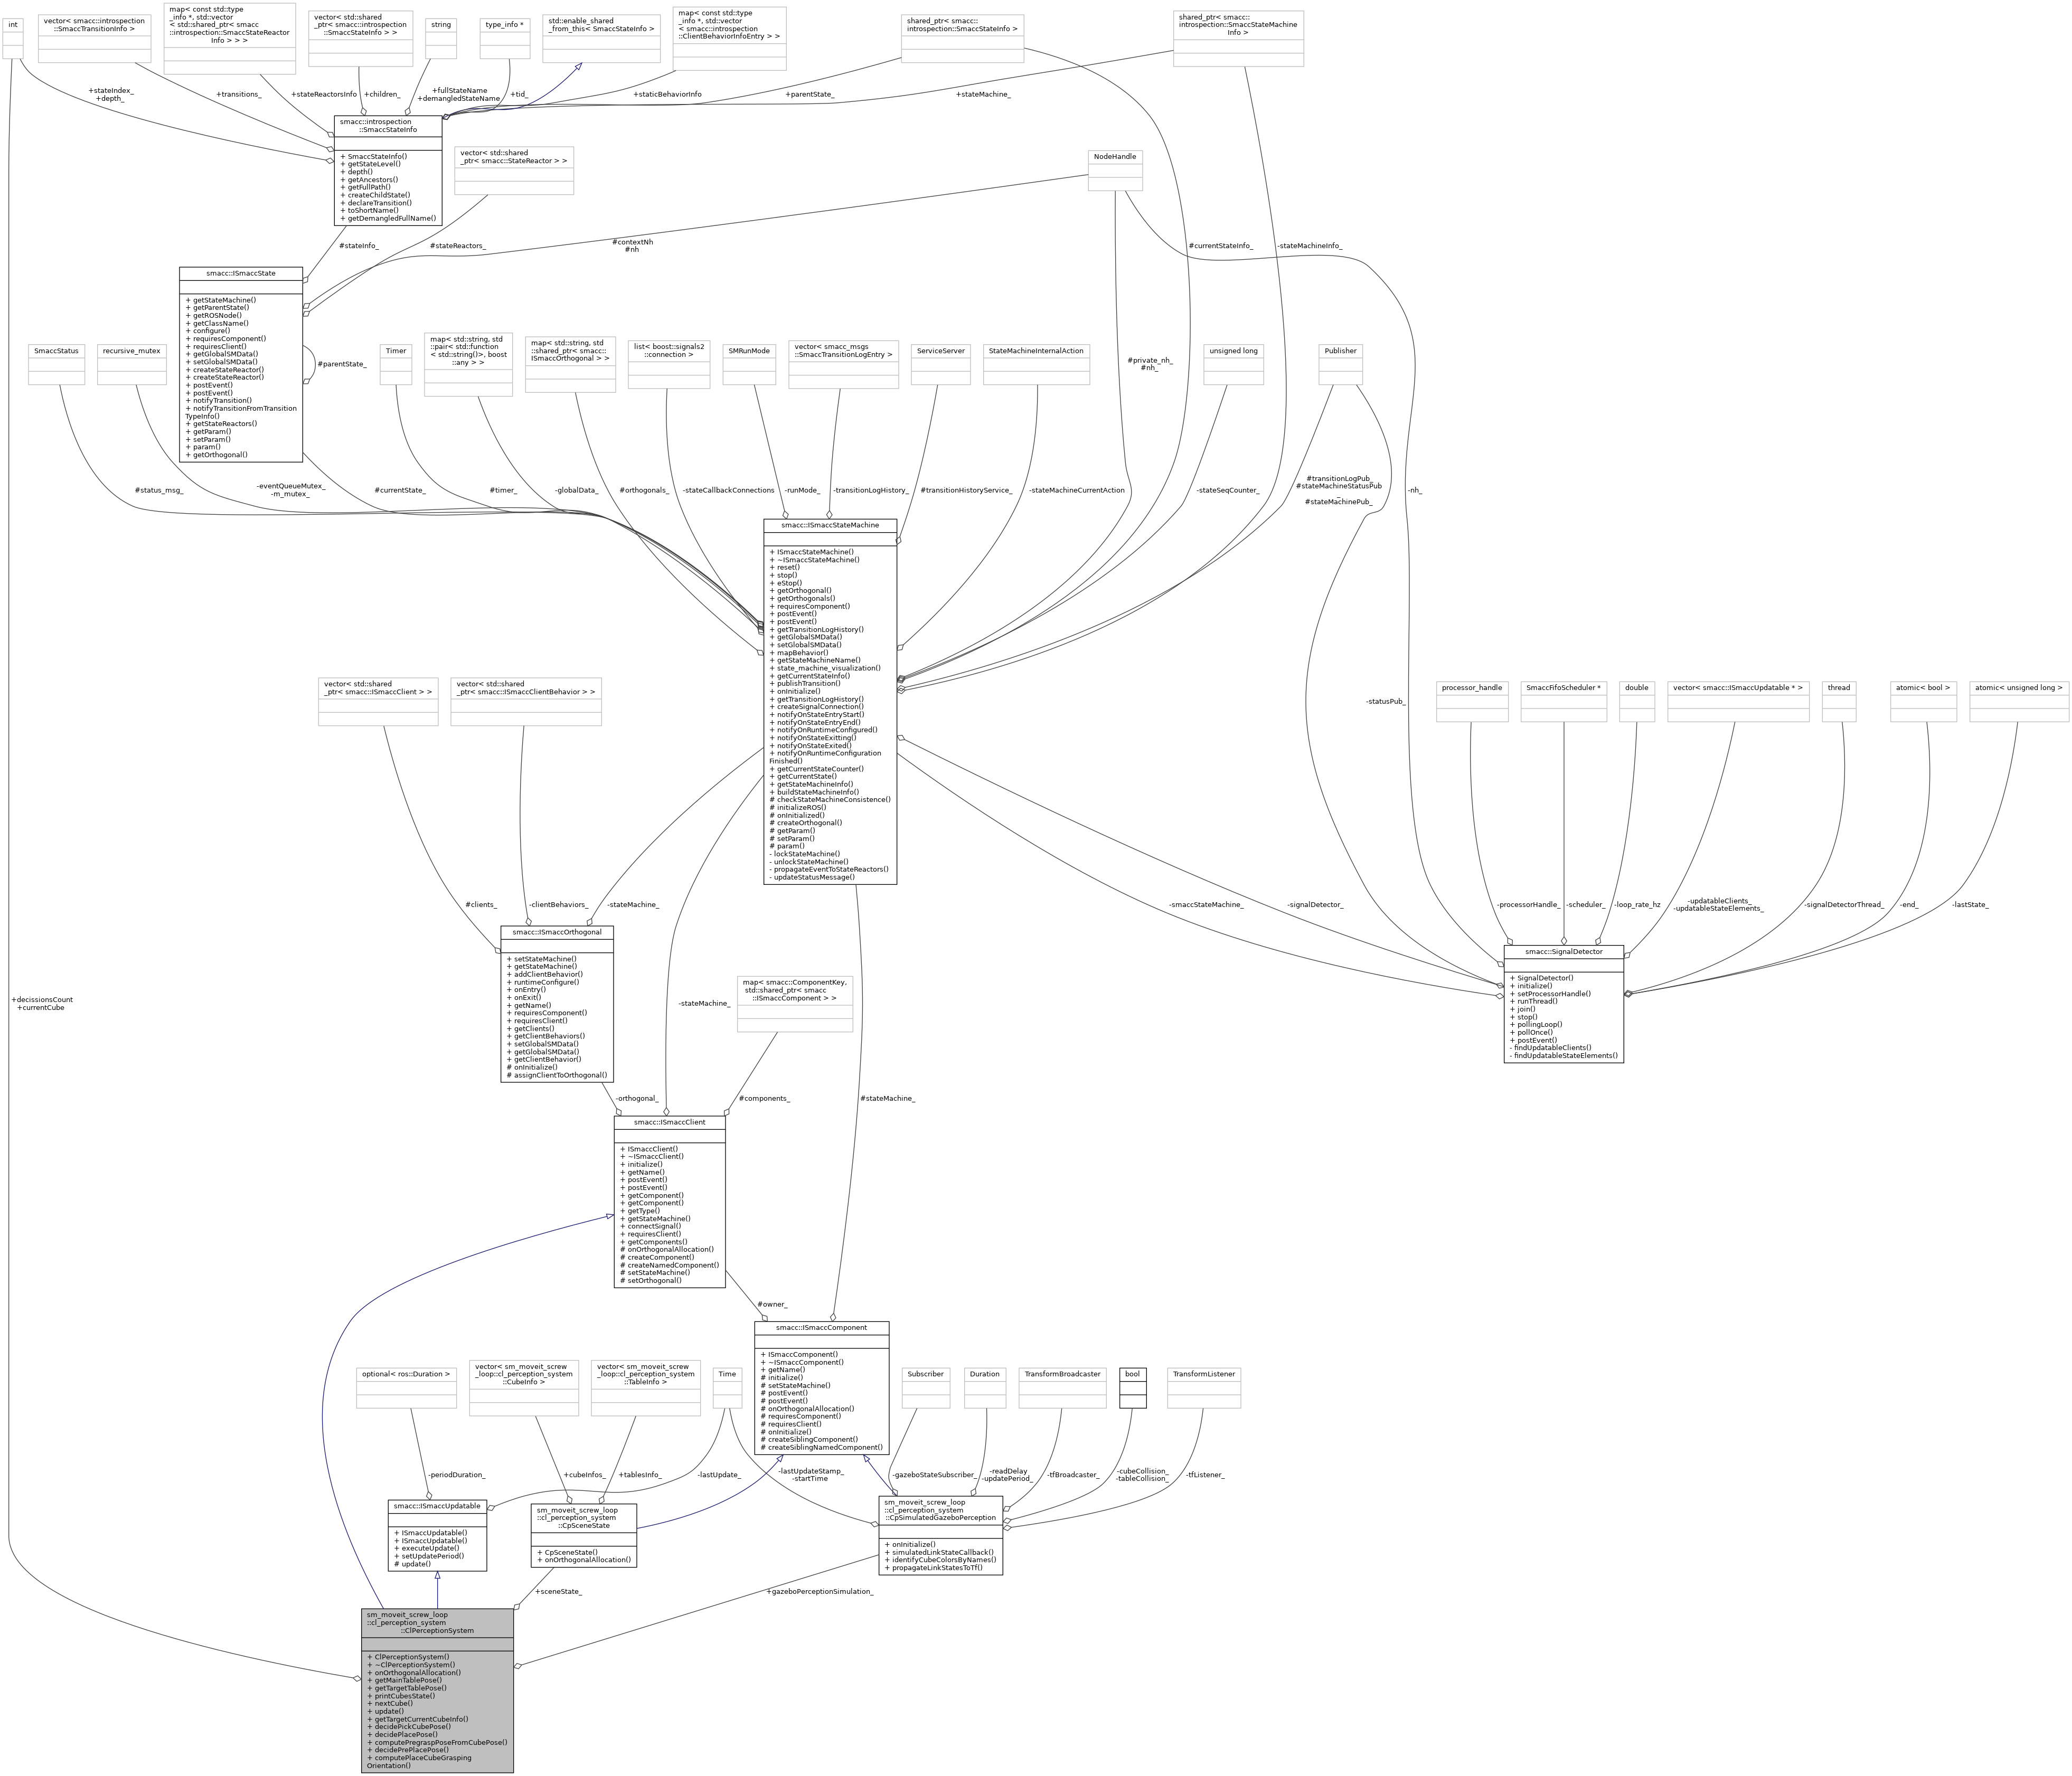 int
vector< smacc::introspection
::SmaccTransitionInfo >
map< const std::type
_info *, std::vector
< std::shared_ptr< smacc
::introspection::SmaccStateReactor
Info > > >
vector< std::shared
_ptr< smacc::introspection
::SmaccStateInfo > >
string
type_info *
std::enable_shared
_from_this< SmaccStateInfo >
map< const std::type
_info *, std::vector
< smacc::introspection
::ClientBehaviorInfoEntry > >
shared_ptr< smacc::
introspection::SmaccStateInfo >
shared_ptr< smacc::
introspection::SmaccStateMachine
Info >
+stateIndex_
+depth_
+transitions_
+stateReactorsInfo
+children_
+fullStateName
+demangledStateName
+tid_
+staticBehaviorInfo
+parentState_
+stateMachine_
smacc::introspection
::SmaccStateInfo
+ SmaccStateInfo()
+ getStateLevel()
+ depth()
+ getAncestors()
+ getFullPath()
+ createChildState()
+ declareTransition()
+ toShortName()
+ getDemangledFullName()
vector< std::shared
_ptr< smacc::StateReactor > >
NodeHandle
#stateInfo_
#stateReactors_
#contextNh
#nh
#currentStateInfo_
-stateMachineInfo_
smacc::ISmaccState
+ getStateMachine()
+ getParentState()
+ getROSNode()
+ getClassName()
+ configure()
+ requiresComponent()
+ requiresClient()
+ getGlobalSMData()
+ setGlobalSMData()
+ createStateReactor()
+ createStateReactor()
+ postEvent()
+ postEvent()
+ notifyTransition()
+ notifyTransitionFromTransition
TypeInfo()
+ getStateReactors()
+ getParam()
+ setParam()
+ param()
+ getOrthogonal()
#parentState_
SmaccStatus
recursive_mutex
Timer
map< std::string, std
::pair< std::function
< std::string()>, boost
::any > >
map< std::string, std
::shared_ptr< smacc::
ISmaccOrthogonal > >
list< boost::signals2
::connection >
SMRunMode
vector< smacc_msgs
::SmaccTransitionLogEntry >
ServiceServer
StateMachineInternalAction
#private_nh_
#nh_
unsigned long
Publisher
#status_msg_
-eventQueueMutex_
-m_mutex_
#currentState_
#timer_
-globalData_
#orthogonals_
-stateCallbackConnections
-runMode_
-transitionLogHistory_
#transitionHistoryService_
-stateMachineCurrentAction
-stateSeqCounter_
#transitionLogPub_
#stateMachineStatusPub
_
#stateMachinePub_
-nh_
smacc::ISmaccStateMachine
+ ISmaccStateMachine()
+ ~ISmaccStateMachine()
+ reset()
+ stop()
+ eStop()
+ getOrthogonal()
+ getOrthogonals()
+ requiresComponent()
+ postEvent()
+ postEvent()
+ getTransitionLogHistory()
+ getGlobalSMData()
+ setGlobalSMData()
+ mapBehavior()
+ getStateMachineName()
+ state_machine_visualization()
+ getCurrentStateInfo()
+ publishTransition()
+ onInitialize()
+ getTransitionLogHistory()
+ createSignalConnection()
+ notifyOnStateEntryStart()
+ notifyOnStateEntryEnd()
+ notifyOnRuntimeConfigured()
+ notifyOnStateExitting()
+ notifyOnStateExited()
+ notifyOnRuntimeConfiguration
Finished()
+ getCurrentStateCounter()
+ getCurrentState()
+ getStateMachineInfo()
+ buildStateMachineInfo()
# checkStateMachineConsistence()
# initializeROS()
# onInitialized()
# createOrthogonal()
# getParam()
# setParam()
# param()
- lockStateMachine()
- unlockStateMachine()
- propagateEventToStateReactors()
- updateStatusMessage()
vector< std::shared
_ptr< smacc::ISmaccClient > >
vector< std::shared
_ptr< smacc::ISmaccClientBehavior > >
-statusPub_
processor_handle
SmaccFifoScheduler *
double
vector< smacc::ISmaccUpdatable * >
thread
atomic< bool >
atomic< unsigned long >
#clients_
-clientBehaviors_
-stateMachine_
-smaccStateMachine_
-signalDetector_
-processorHandle_
-scheduler_
-loop_rate_hz
-updatableClients_
-updatableStateElements_
-signalDetectorThread_
-end_
-lastState_
smacc::ISmaccOrthogonal
+ setStateMachine()
+ getStateMachine()
+ addClientBehavior()
+ runtimeConfigure()
+ onEntry()
+ onExit()
+ getName()
+ requiresComponent()
+ requiresClient()
+ getClients()
+ getClientBehaviors()
+ setGlobalSMData()
+ getGlobalSMData()
+ getClientBehavior()
# onInitialize()
# assignClientToOrthogonal()
smacc::SignalDetector
+ SignalDetector()
+ initialize()
+ setProcessorHandle()
+ runThread()
+ join()
+ stop()
+ pollingLoop()
+ pollOnce()
+ postEvent()
- findUpdatableClients()
- findUpdatableStateElements()
+decissionsCount
+currentCube
-stateMachine_
map< smacc::ComponentKey,
std::shared_ptr< smacc
::ISmaccComponent > >
-orthogonal_
#components_
#stateMachine_
smacc::ISmaccClient
+ ISmaccClient()
+ ~ISmaccClient()
+ initialize()
+ getName()
+ postEvent()
+ postEvent()
+ getComponent()
+ getComponent()
+ getType()
+ getStateMachine()
+ connectSignal()
+ requiresClient()
+ getComponents()
# onOrthogonalAllocation()
# createComponent()
# createNamedComponent()
# setStateMachine()
# setOrthogonal()
#owner_
smacc::ISmaccComponent
+ ISmaccComponent()
+ ~ISmaccComponent()
+ getName()
# initialize()
# setStateMachine()
# postEvent()
# postEvent()
# onOrthogonalAllocation()
# requiresComponent()
# requiresClient()
# onInitialize()
# createSiblingComponent()
# createSiblingNamedComponent()
optional< ros::Duration >
vector< sm_moveit_screw
_loop::cl_perception_system
::CubeInfo >
vector< sm_moveit_screw
_loop::cl_perception_system
::TableInfo >
Time
Subscriber
Duration
TransformBroadcaster
bool
TransformListener
-periodDuration_
+cubeInfos_
+tablesInfo_
-lastUpdate_
-lastUpdateStamp_
-startTime
-gazeboStateSubscriber_
-readDelay
-updatePeriod_
-tfBroadcaster_
-cubeCollision_
-tableCollision_
-tfListener_
smacc::ISmaccUpdatable
+ ISmaccUpdatable()
+ ISmaccUpdatable()
+ executeUpdate()
+ setUpdatePeriod()
# update()
sm_moveit_screw_loop
::cl_perception_system
::CpSceneState
+ CpSceneState()
+ onOrthogonalAllocation()
sm_moveit_screw_loop
::cl_perception_system
::CpSimulatedGazeboPerception
+ onInitialize()
+ simulatedLinkStateCallback()
+ identifyCubeColorsByNames()
+ propagateLinkStatesToTf()
+sceneState_
+gazeboPerceptionSimulation_
sm_moveit_screw_loop
::cl_perception_system
::ClPerceptionSystem
+ ClPerceptionSystem()
+ ~ClPerceptionSystem()
+ onOrthogonalAllocation()
+ getMainTablePose()
+ getTargetTablePose()
+ printCubesState()
+ nextCube()
+ update()
+ getTargetCurrentCubeInfo()
+ decidePickCubePose()
+ decidePlacePose()
+ computePregraspPoseFromCubePose()
+ decidePrePlacePose()
+ computePlaceCubeGrasping
Orientation()